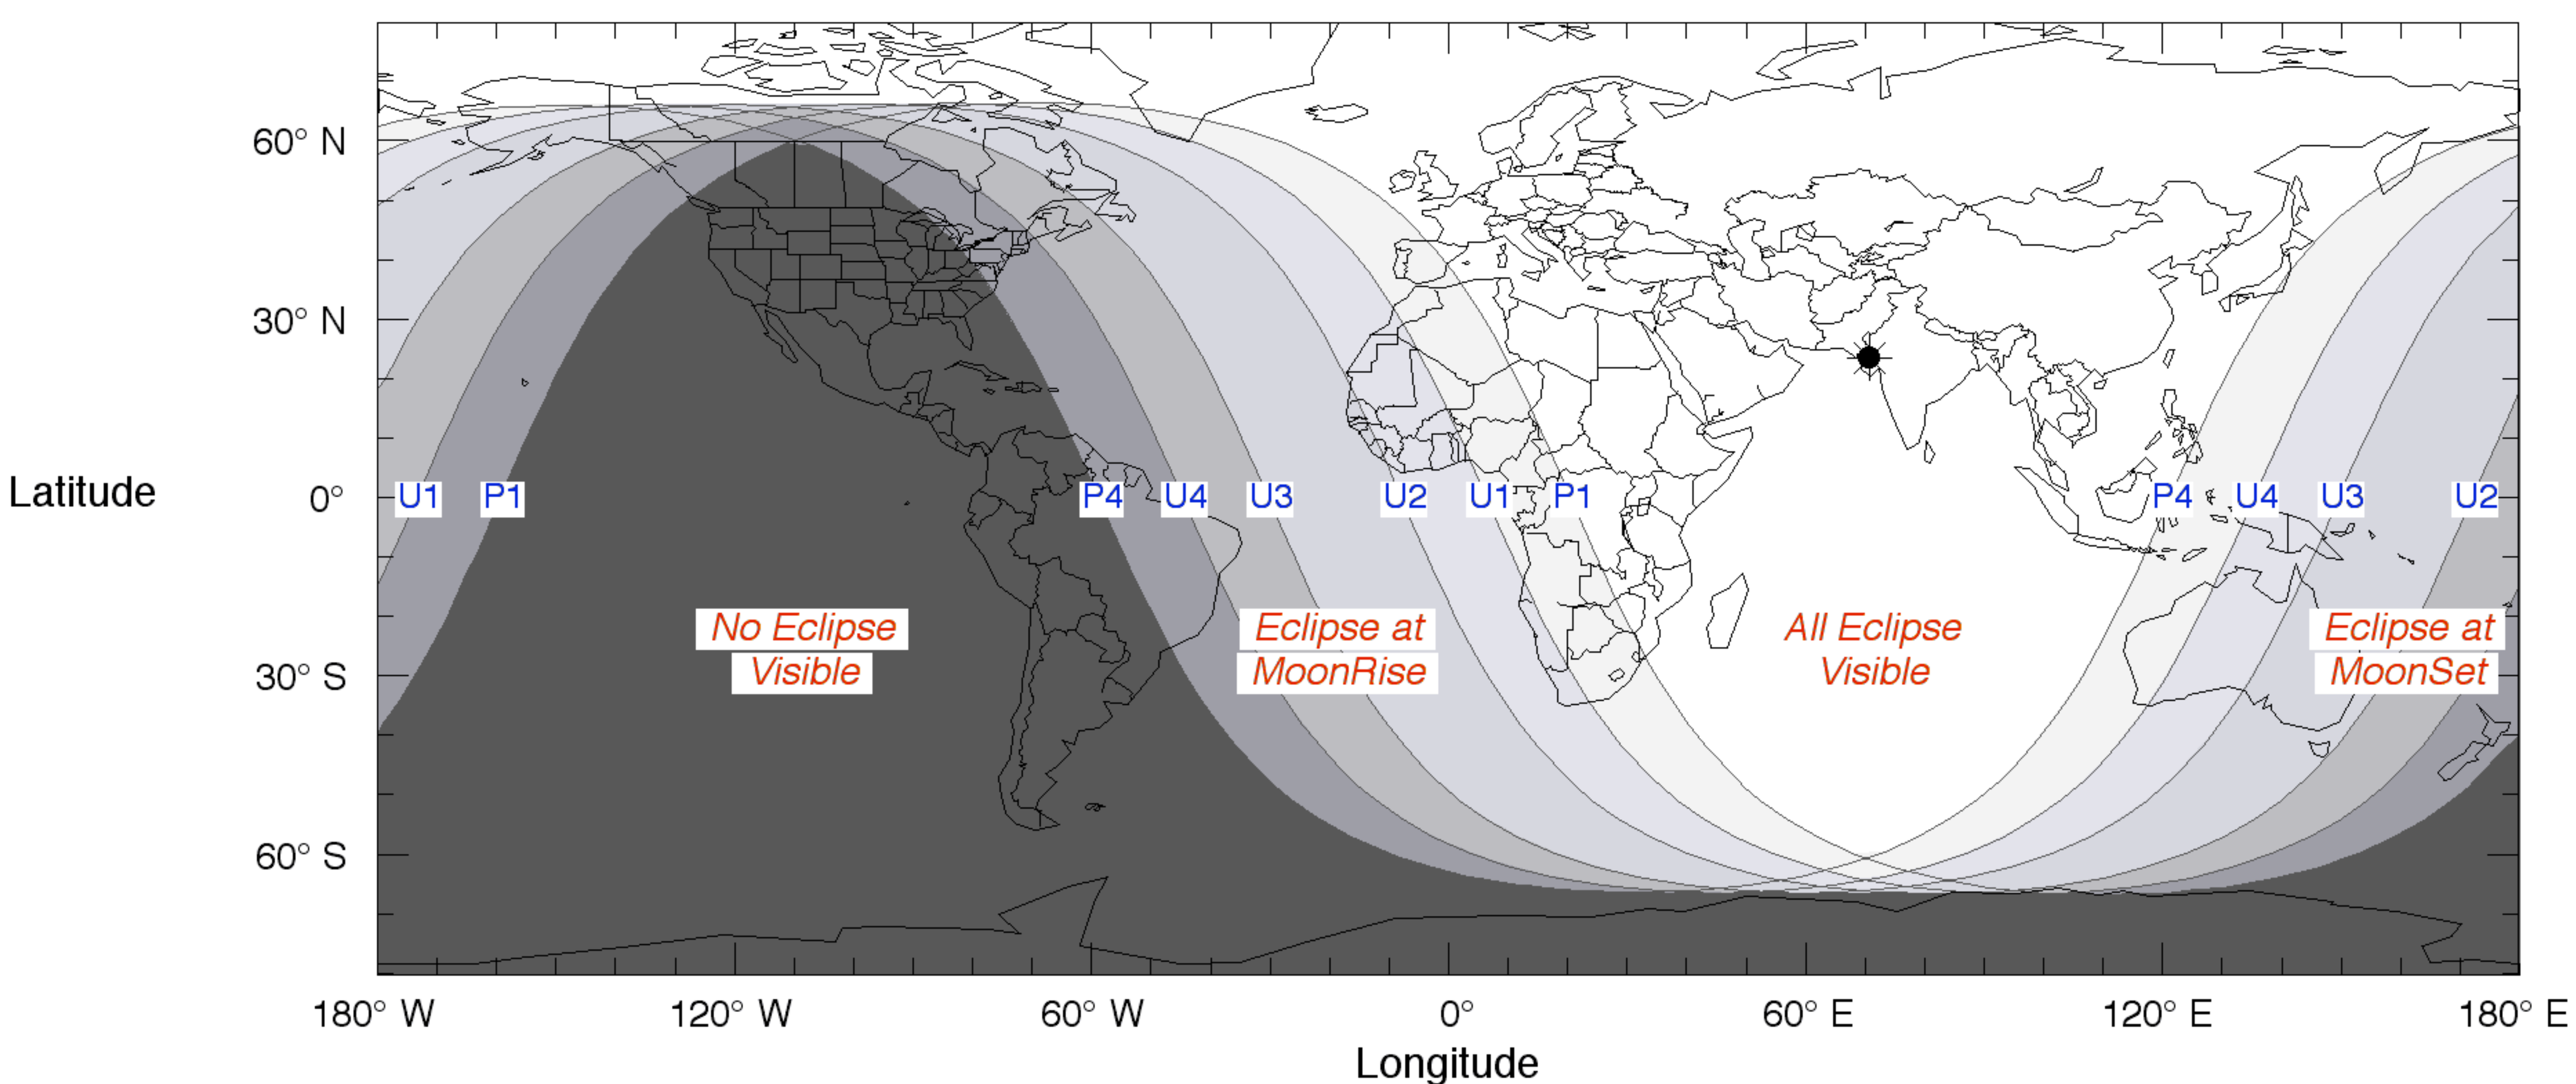 60° N
30° N
Latitude
0°
U1
P1
P4
U4
U3
U2
U1
P1
P4
U4
U3
U2
No Eclipse
Visible
Eclipse at
MoonRise
All Eclipse
Visible
Eclipse at
MoonSet
30° S
60° S
180° W
120° W
60° W
0°
60° E
120° E
180° E
Longitude